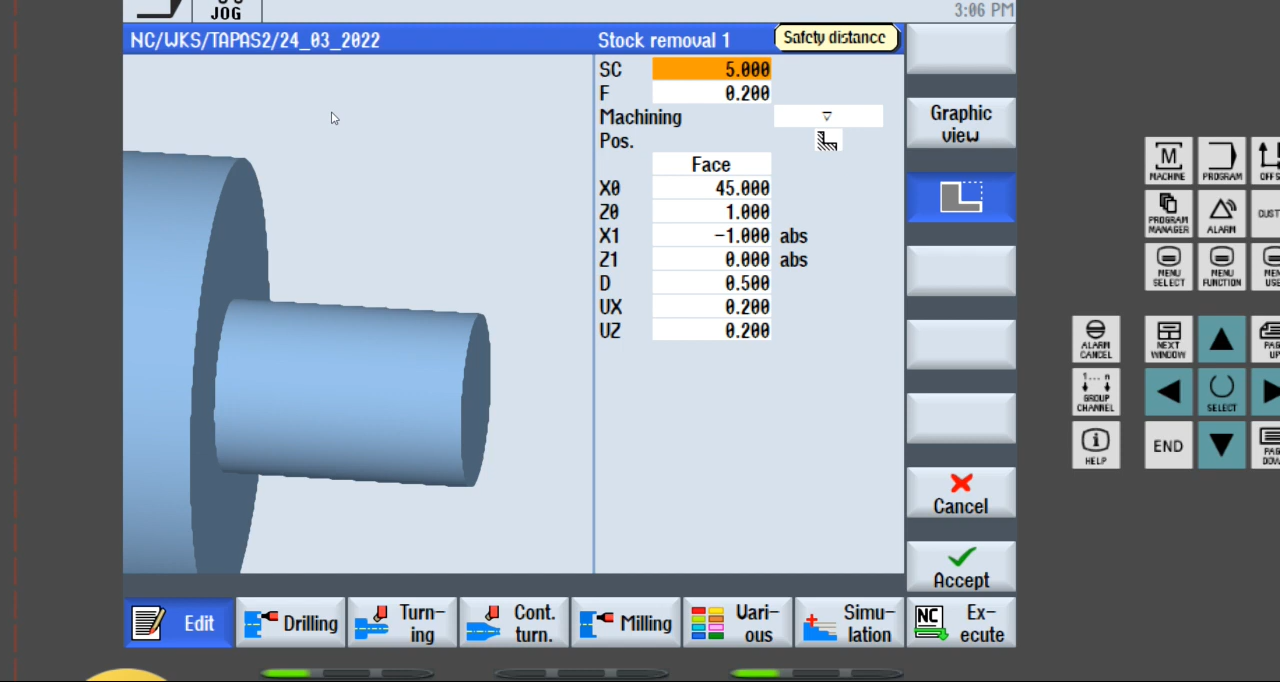 JOG
3:06 PM
NC/WKS/TAPAS2/24_03_2022
Stock removal 1
Safety distance
SC 5.000
F 0.200
Machining ▽
Pos.
Face
X0 45.000
Z0 1.000
X1 -1.000 abs
Z1 0.000 abs
D 0.500
UX 0.200
UZ 0.200
Graphic
view
Cancel
Accept
Edit
Drilling
Turn-
ing
Cont.
turn.
Milling
Vari-
ous
Simu-
lation
NC
Ex-
ecute
M
MACHINE
PROGRAM
PROGRAM
MANAGER
ALARM
MENU
SELECT
MENU
FUNCTION
ALARM
CANCEL
NEXT
WINDOW
1... n
GROUP
CHANNEL
SELECT
i
HELP
END